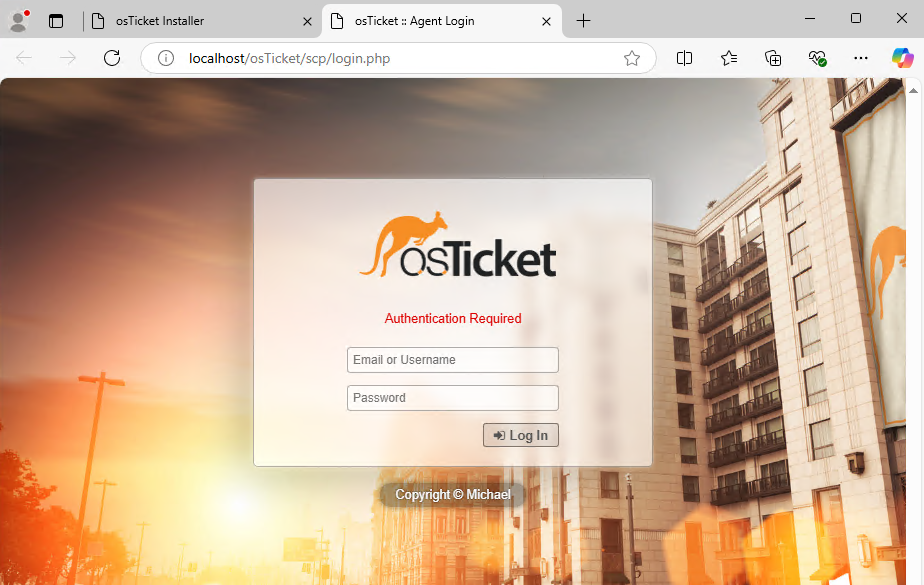 osTicket Installer
osTicket :: Agent Login
localhost/osTicket/scp/login.php
osTicket
Authentication Required
Email or Username
Password
Log In
Copyright © Michael